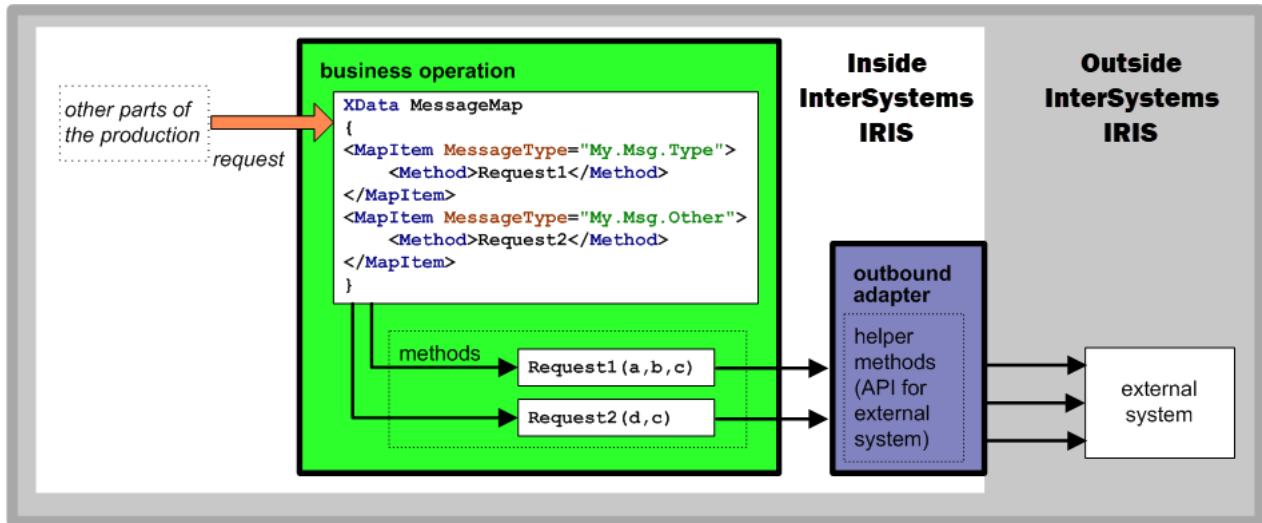 other parts of
the production
request
business operation
XData MessageMap
{
<MapItem MessageType="My.Msg.Type">
    <Method>Request1</Method>
</MapItem>
<MapItem MessageType="My.Msg.Other">
    <Method>Request2</Method>
</MapItem>
}
methods
Request1(a,b,c)
Request2(d,c)
Inside
InterSystems
IRIS
outbound
adapter
helper
methods
(API for
external
system)
Outside
InterSystems
IRIS
external
system